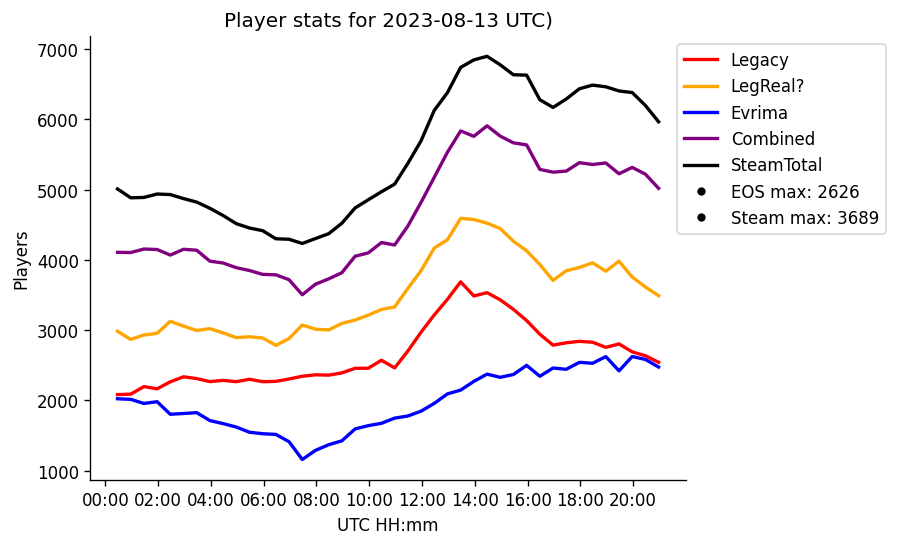 Player stats for 2023-08-13 UTC)
7000
6000
5000
4000
3000
2000
1000
Players
00:00 02:00 04:00 06:00 08:00 10:00 12:00 14:00 16:00 18:00 20:00
UTC HH:mm
Legacy
LegReal?
Evrima
Combined
SteamTotal
EOS max: 2626
Steam max: 3689